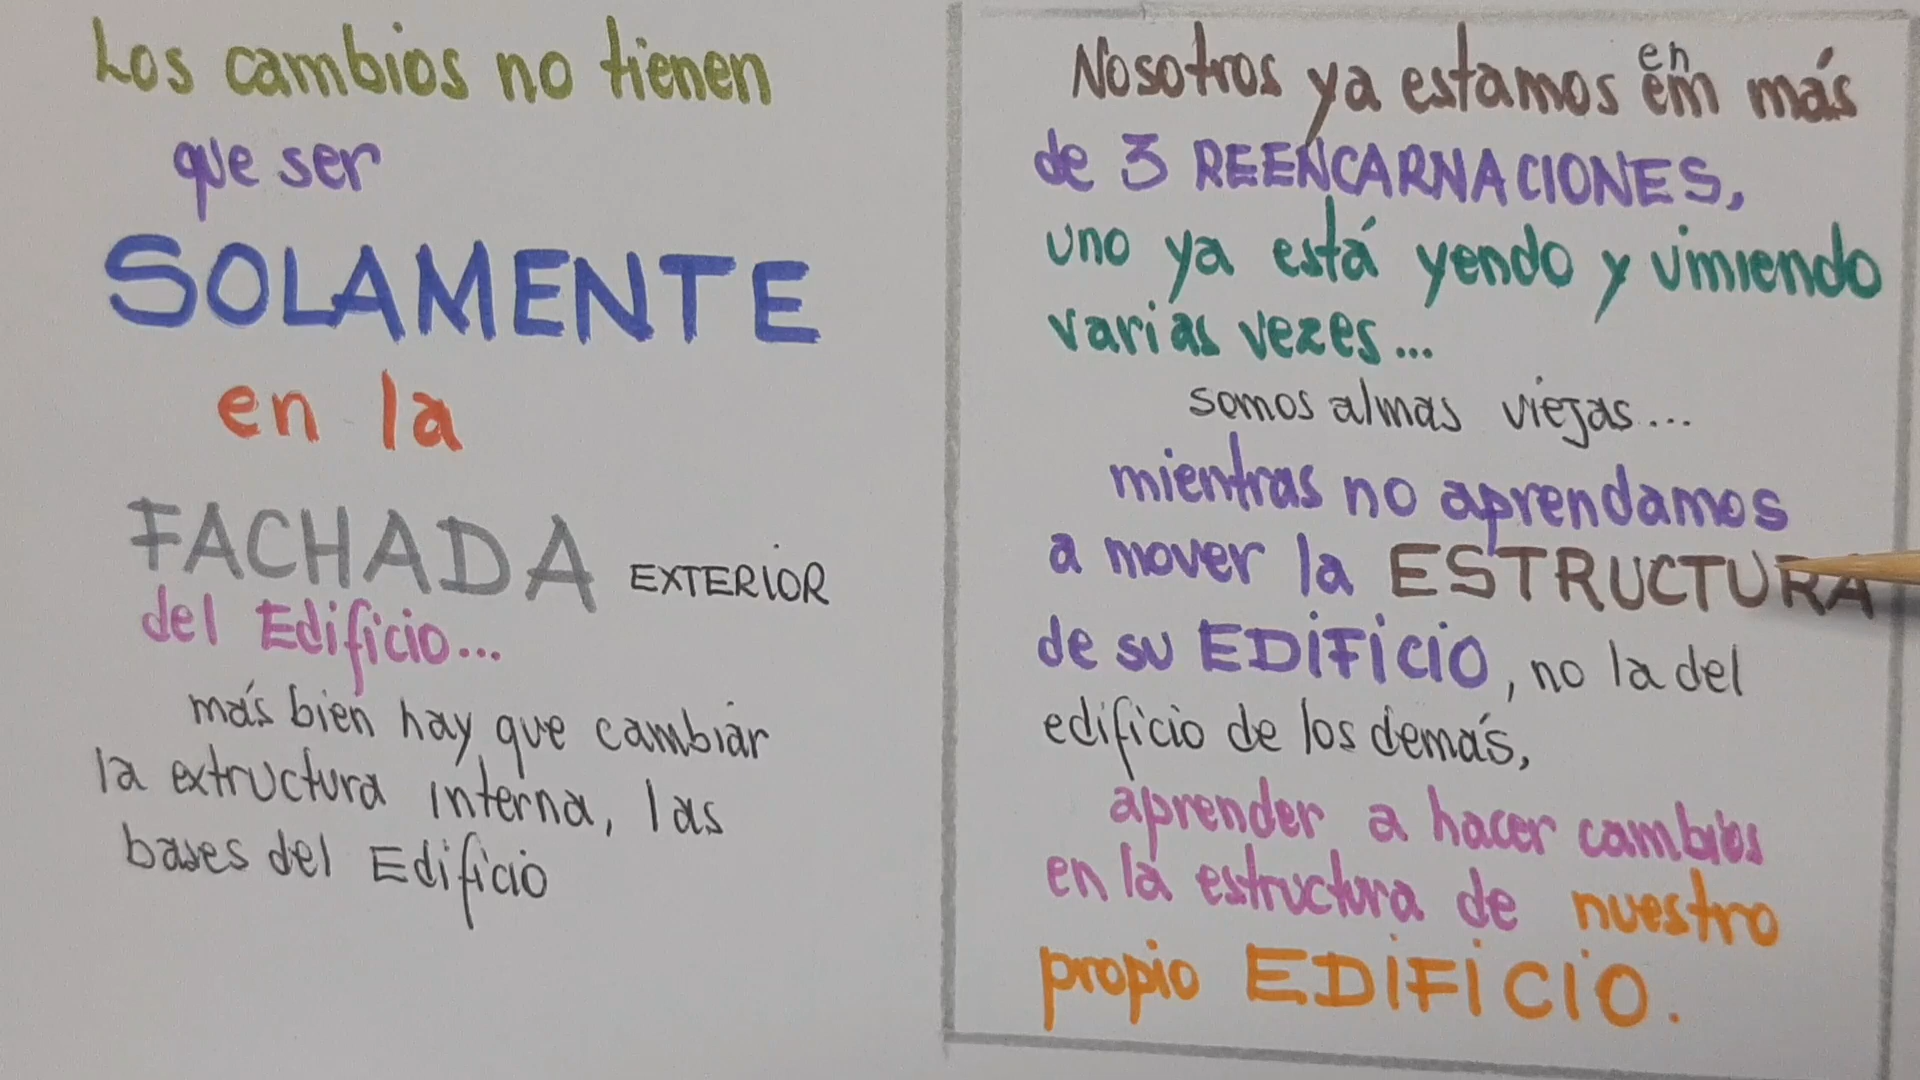 Los cambios no tienen
que ser
SOLAMENTE
en la
FACHADA EXTERIOR
del Edificio...
más bien hay que cambiar
la extructura interna, las
bases del Edificio
en
Nosotros ya estamos em más
de 3 REENCARNACIONES,
uno ya está yendo y vimiendo
varias vezes...
somos almas viejas...
mientras no aprendamos
a mover la ESTRUCTURA
de su EDIFICIO, no la del
edificio de los demás,
aprender a hacer cambios
en la estructura de nuestro
propio EDIFICIO.